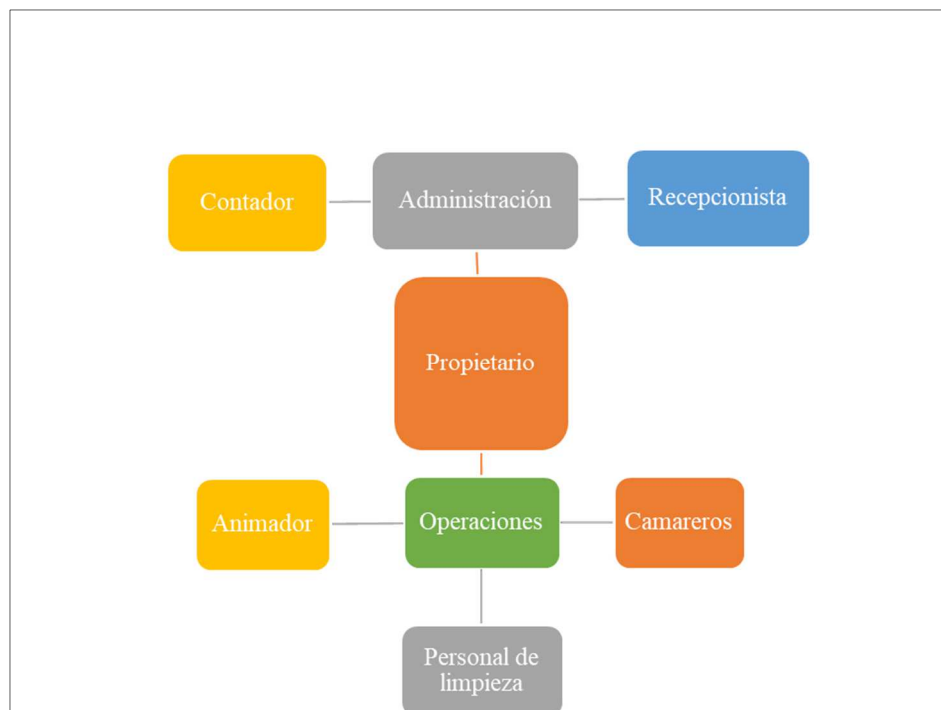 Contador
Administración
Recepcionista
Propietario
Animador
Operaciones
Camareros
Personal de
limpieza